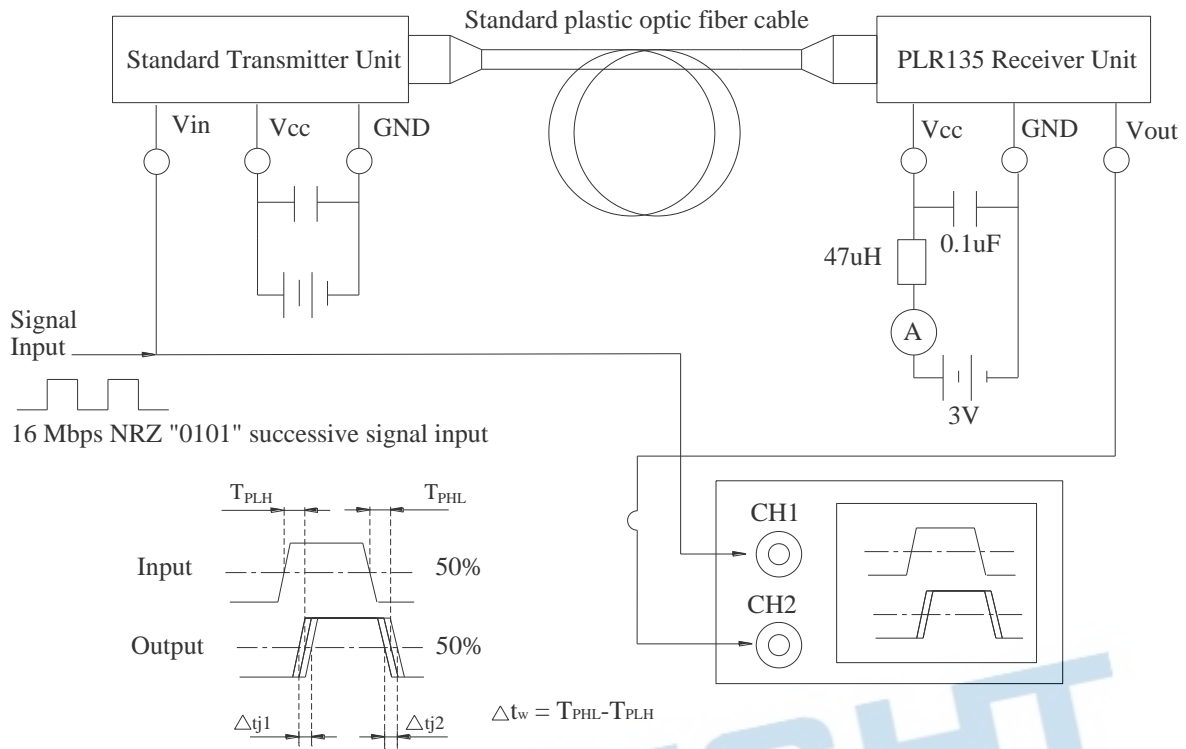 Standard plastic optic fiber cable
Standard Transmitter Unit
PLR135 Receiver Unit
Vin
Vcc
GND
Vcc
GND
Vout
0.1uF
47uH
A
3V
Signal
Input
16 Mbps NRZ "0101" successive signal input
TPLH
TPHL
Input
50%
Output
50%
△tj1
△tj2
△tw = TPHL-TPLH
CH1
CH2
GHT